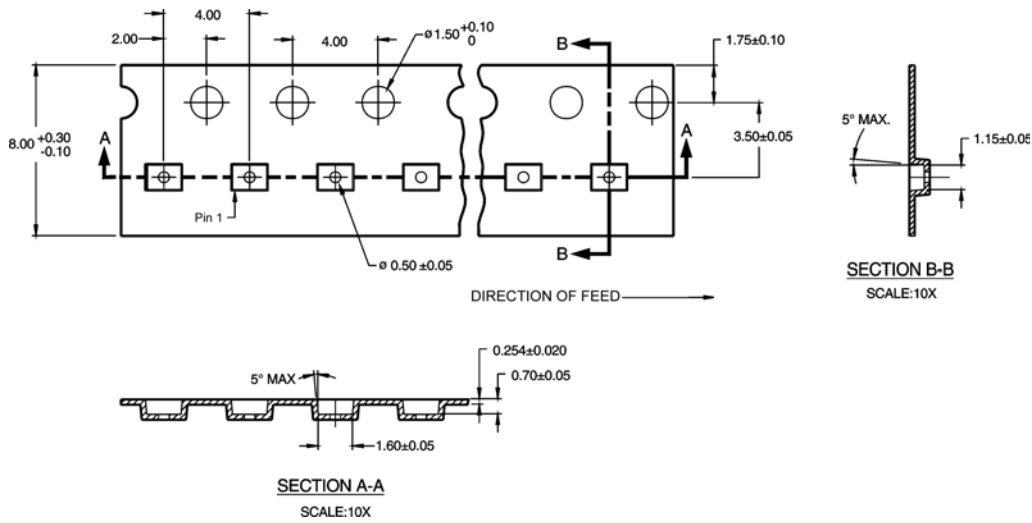 4.00
2.00
4.00
ø1.50 +0.10
0
B
1.75±0.10
8.00 +0.30
-0.10
A
A
3.50±0.05
Pin 1
ø 0.50 ±0.05
B
DIRECTION OF FEED
5° MAX.
1.15±0.05
SECTION B-B
SCALE:10X
0.254±0.020
5° MAX
0.70±0.05
1.60±0.05
SECTION A-A
SCALE:10X